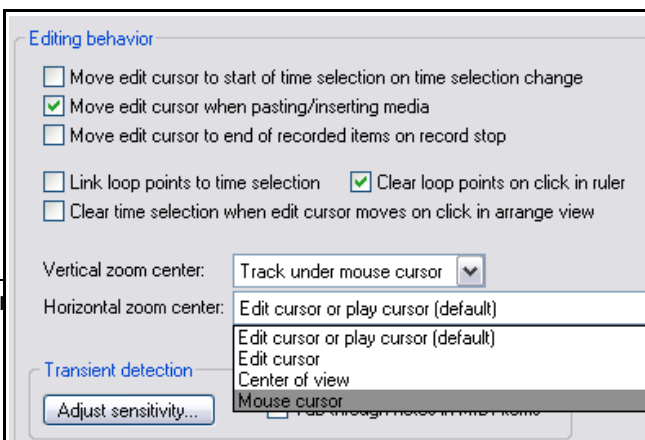 Editing behavior
Move edit cursor to start of time selection on time selection change
Move edit cursor when pasting/inserting media
Move edit cursor to end of recorded items on record stop
Link loop points to time selection Clear loop points on click in ruler
Clear time selection when edit cursor moves on click in arrange view
Vertical zoom center: Track under mouse cursor
Horizontal zoom center: Edit cursor or play cursor (default)
Edit cursor or play cursor (default)
Edit cursor
Transient detection
Center of view
Mouse cursor
Adjust sensitivity...